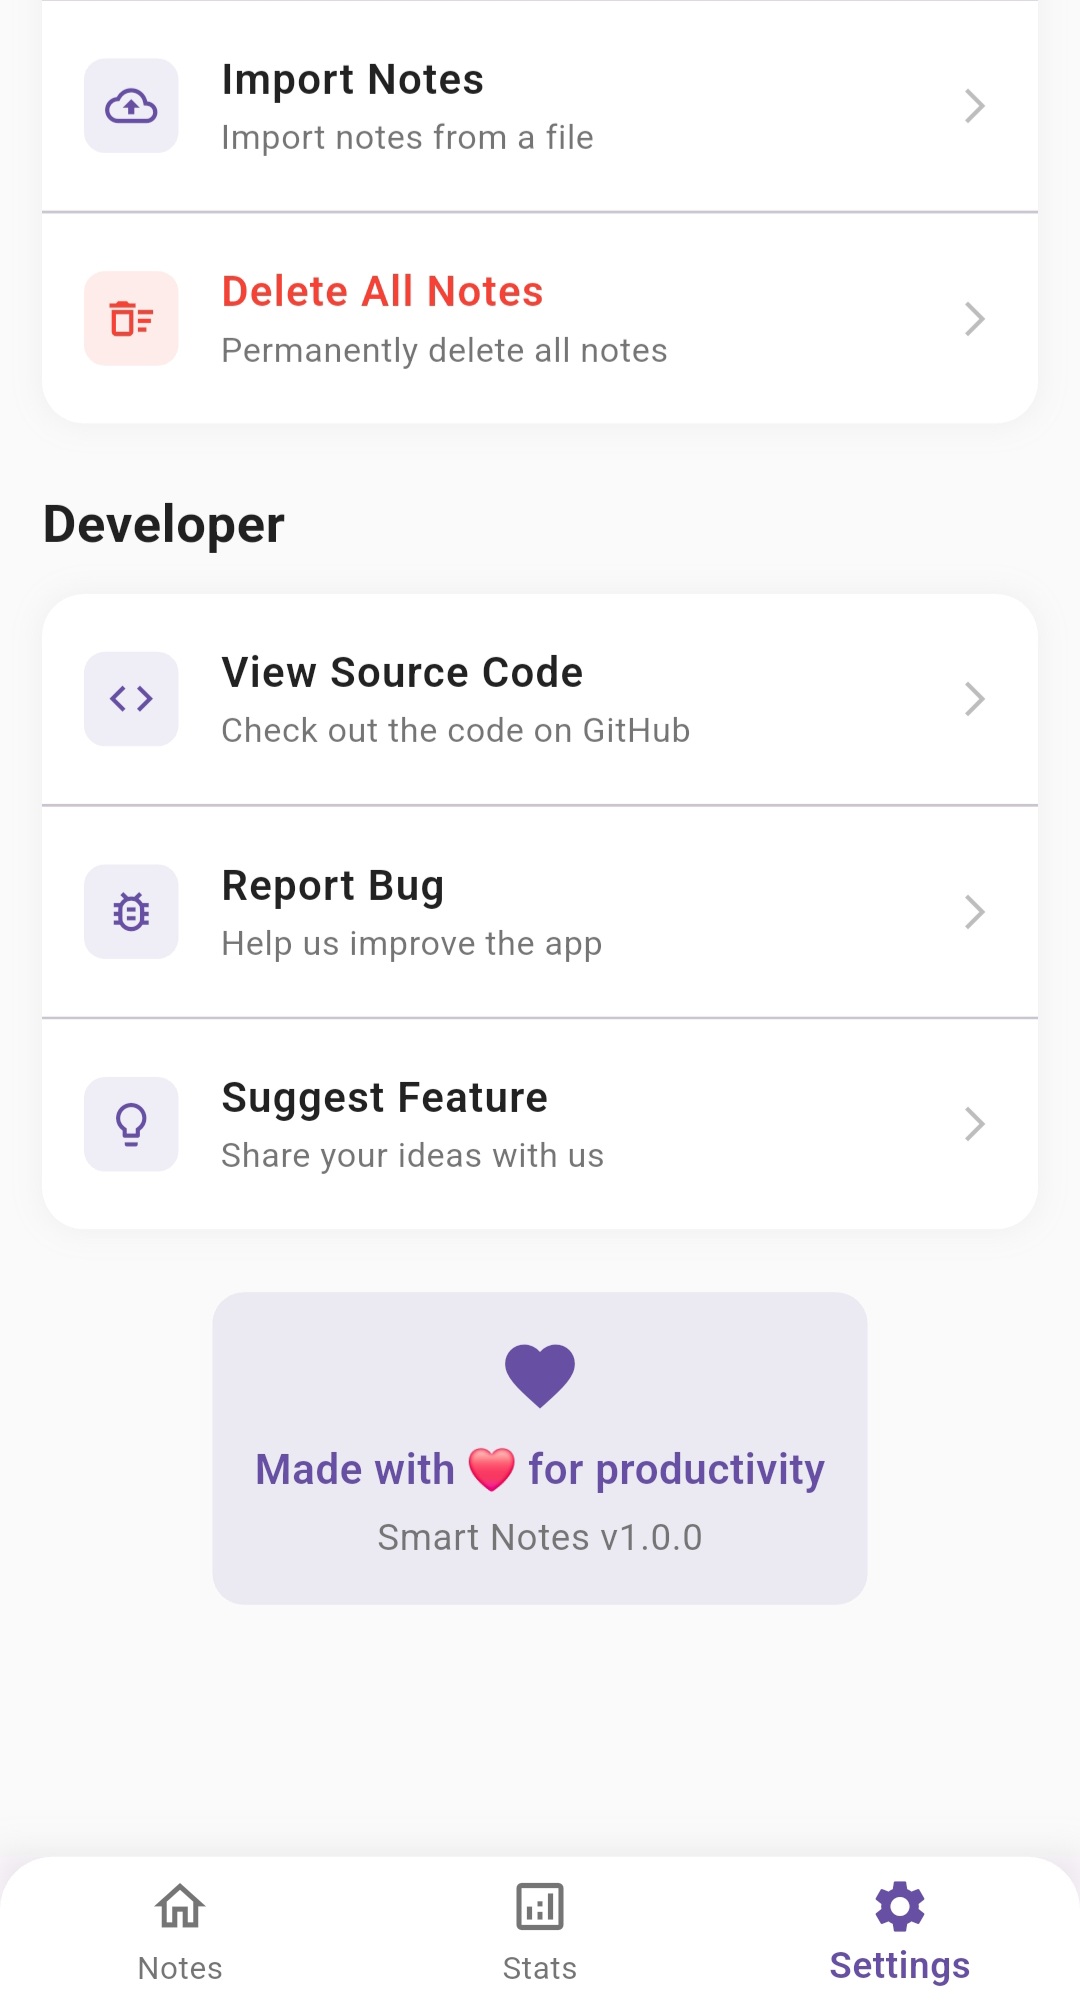 Import Notes
Import notes from a file
Delete All Notes
Permanently delete all notes
Developer
View Source Code
Check out the code on GitHub
Report Bug
Help us improve the app
Suggest Feature
Share your ideas with us
Made with ❤️ for productivity
Smart Notes v1.0.0
Notes
Stats
Settings